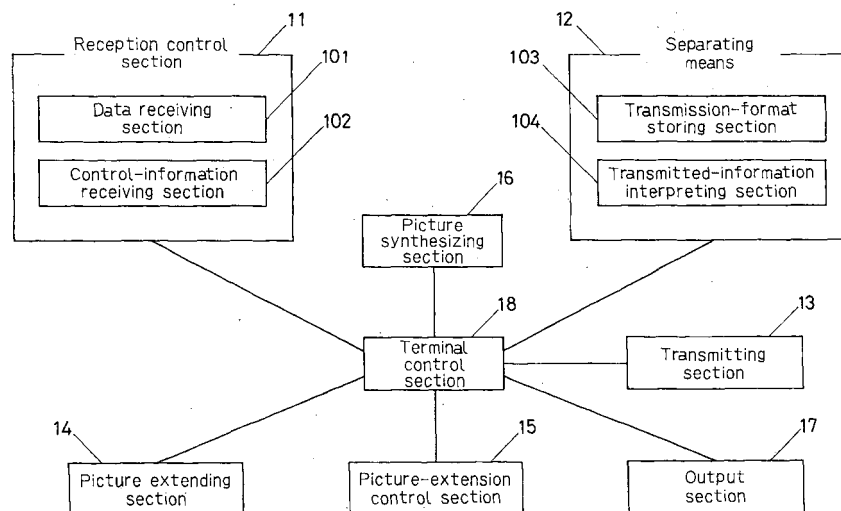 11
Reception control
section
101
Data receiving
section
102
Control-information
receiving section
12
Separating
means
103
Transmission-format
storing section
104
Transmitted-information
interpreting section
16
Picture
synthesizing
section
18
Terminal
control
section
13
Transmitting
section
14
Picture extending
section
15
Picture-extension
control section
17
Output
section